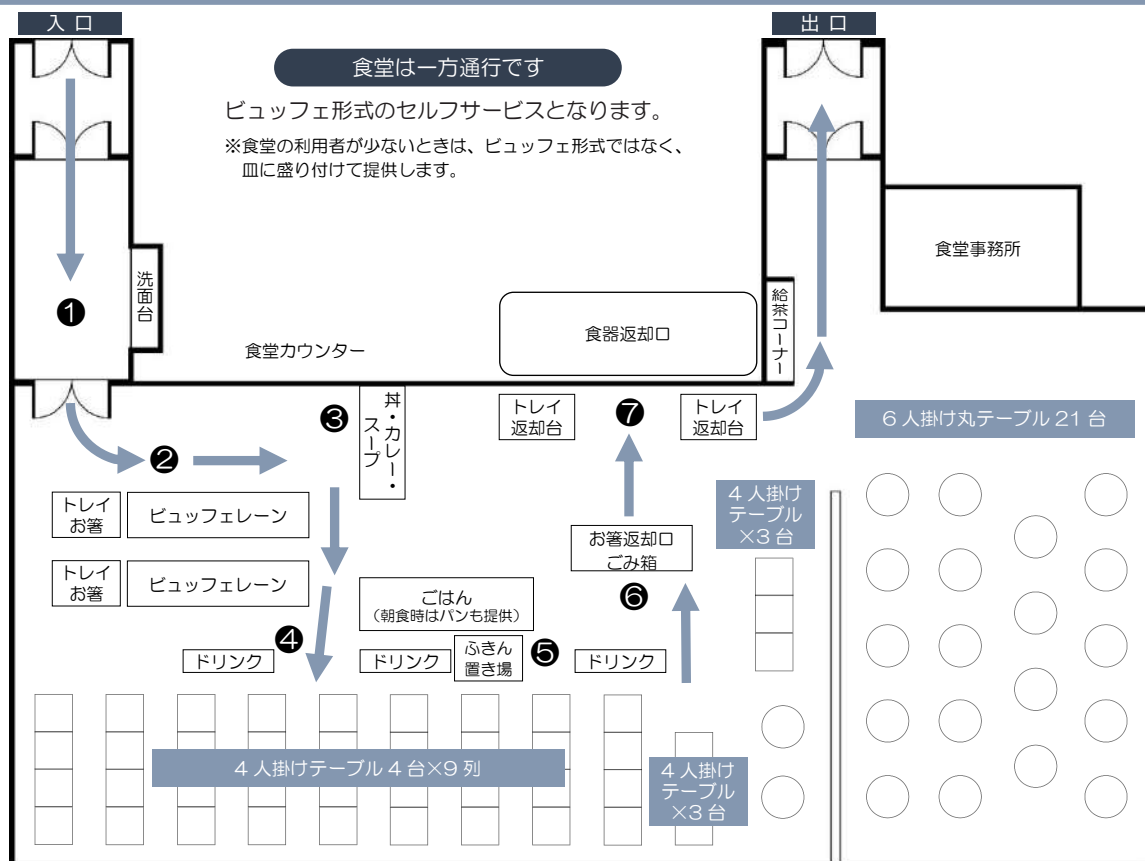 入口
出口
食堂は一方通行です
ビュッフェ形式のセルフサービスとなります。
※食堂の利用者が少ないときは、ビュッフェ形式ではなく、
皿に盛り付けて提供します。
食堂事務所
洗面台
❶
給茶コーナー
食器返却口
食堂カウンター
❸
丼・カレー・
スープ
トレイ
返却台
❼
トレイ
返却台
6人掛け丸テーブル21台
❷
トレイ
お箸
ビュッフェレーン
4人掛け
テーブル
×3台
お箸返却口
ごみ箱
トレイ
お箸
ビュッフェレーン
ごはん
(朝食時はパンも提供)
❻
❹
ドリンク
ドリンク
ふきん
置き場
❺
ドリンク
4人掛けテーブル4台×9列
4人掛け
テーブル
×3台